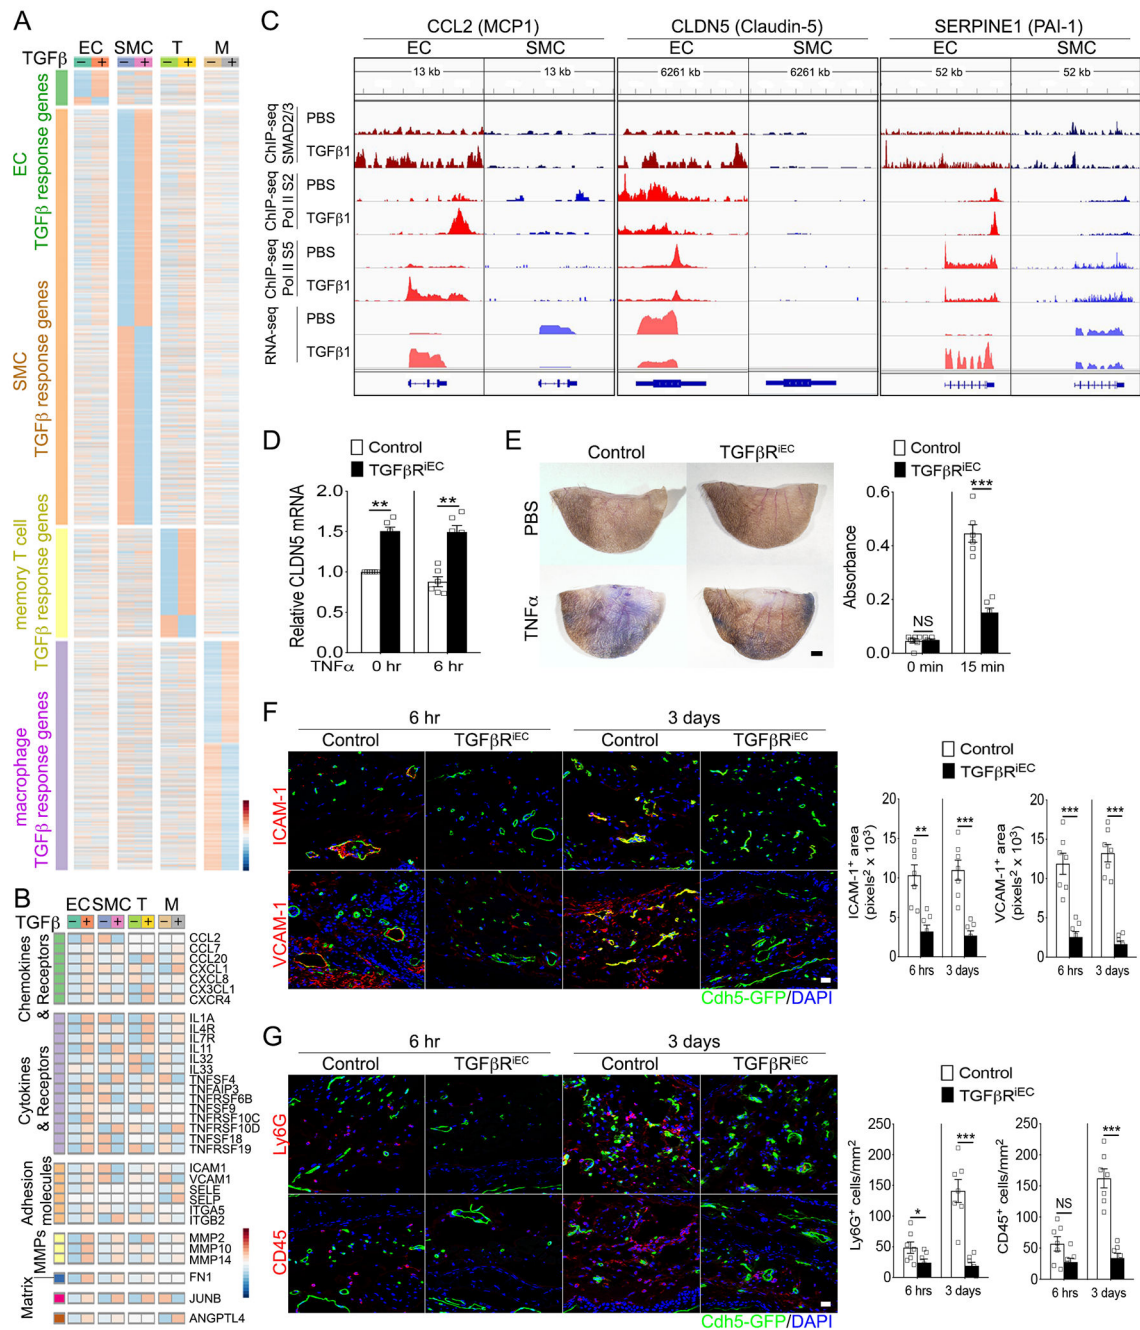 A
EC SMC T M
TGFβ − + − + − + − +
EC
TGFβ response genes
SMC
TGFβ response genes
memory T cell
TGFβ response genes
macrophage
TGFβ response genes
B
EC SMC T M
TGFβ − + − + − + − +
Chemokines
& Receptors
CCL2
CCL7
CCL20
CXCL1
CXCL8
CX3CL1
CXCR4
Cytokines
& Receptors
IL1A
IL4R
IL7R
IL11
IL32
IL33
TNFSF4
TNFAIP3
TNFRSF6B
TNFSF9
TNFRSF10C
TNFRSF10D
TNFSF18
TNFRSF19
Adhesion
molecules
ICAM1
VCAM1
SELE
SELP
ITGA5
ITGB2
MMPs
MMP2
MMP10
MMP14
Matrix
FN1
JUNB
ANGPTL4
C
CCL2 (MCP1) CLDN5 (Claudin-5) SERPINE1 (PAI-1)
EC SMC EC SMC EC SMC
13 kb 13 kb 6261 kb 6261 kb 52 kb 52 kb
ChIP-seq
SMAD2/3
PBS
TGFβ1
ChIP-seq
Pol II S2
PBS
TGFβ1
ChIP-seq
Pol II S5
PBS
TGFβ1
RNA-seq
PBS
TGFβ1
D
Control
TGFβR^iEC
Relative CLDN5 mRNA
2.0
1.5
1.0
0.5
0.0
** **
TNFα 0 hr 6 hr
E
Control TGFβR^iEC
PBS
TNFα
Control
TGFβR^iEC
Absorbance
0.6
0.4
0.2
0.0
NS ***
0 min 15 min
F
6 hr 3 days
Control TGFβR^iEC Control TGFβR^iEC
ICAM-1
VCAM-1
Cdh5-GFP/DAPI
Control
TGFβR^iEC
ICAM-1⁺ area
(pixels² x 10³)
20
15
10
5
0
** ***
6 hrs 3 days
VCAM-1⁺ area
(pixels² x 10³)
20
15
10
5
0
*** ***
6 hrs 3 days
G
6 hr 3 days
Control TGFβR^iEC Control TGFβR^iEC
Ly6G
CD45
Cdh5-GFP/DAPI
Control
TGFβR^iEC
Ly6G⁺ cells/mm²
250
200
150
100
50
0
* ***
6 hrs 3 days
CD45⁺ cells/mm²
250
200
150
100
50
0
NS ***
6 hrs 3 days